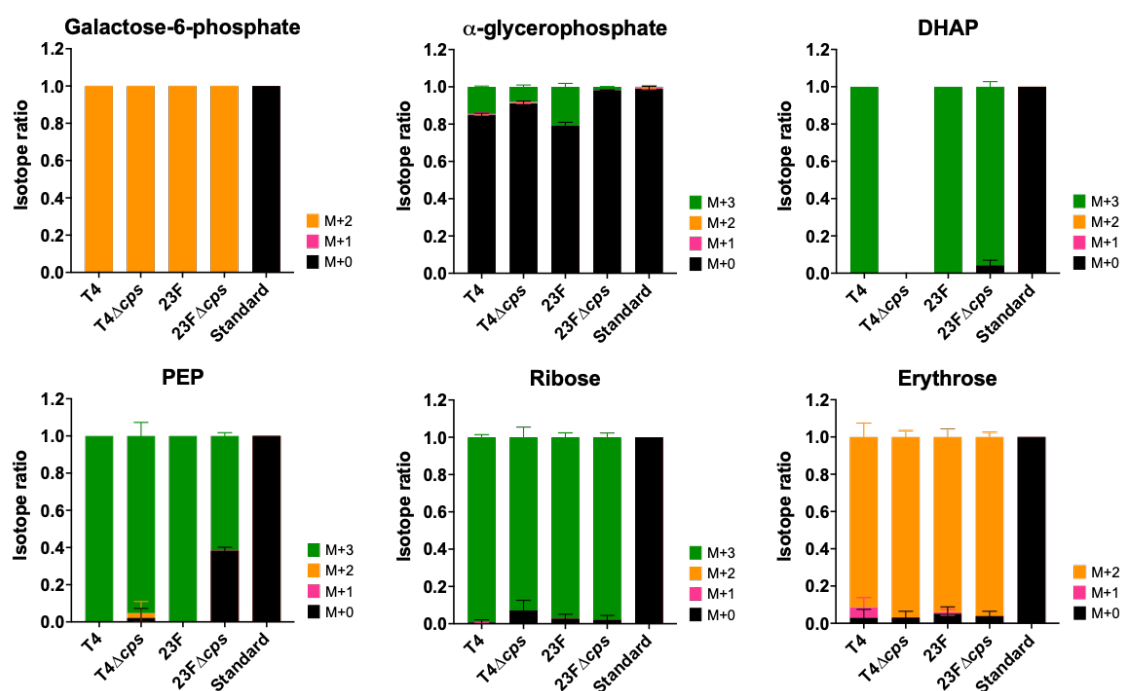 Galactose-6-phosphate
Isotope ratio
1.2
1.0
0.8
0.6
0.4
0.2
0.0
M+2
M+1
M+0
T4
T4Δcps
23F
23FΔcps
Standard
α-glycerophosphate
Isotope ratio
1.2
1.0
0.8
0.6
0.4
0.2
0.0
M+3
M+2
M+1
M+0
T4
T4Δcps
23F
23FΔcps
Standard
DHAP
Isotope ratio
1.2
1.0
0.8
0.6
0.4
0.2
0.0
M+3
M+2
M+1
M+0
T4
T4Δcps
23F
23FΔcps
Standard
PEP
Isotope ratio
1.2
1.0
0.8
0.6
0.4
0.2
0.0
M+3
M+2
M+1
M+0
T4
T4Δcps
23F
23FΔcps
Standard
Ribose
Isotope ratio
1.2
1.0
0.8
0.6
0.4
0.2
0.0
M+3
M+2
M+1
M+0
T4
T4Δcps
23F
23FΔcps
Standard
Erythrose
Isotope ratio
1.2
1.0
0.8
0.6
0.4
0.2
0.0
M+2
M+1
M+0
T4
T4Δcps
23F
23FΔcps
Standard